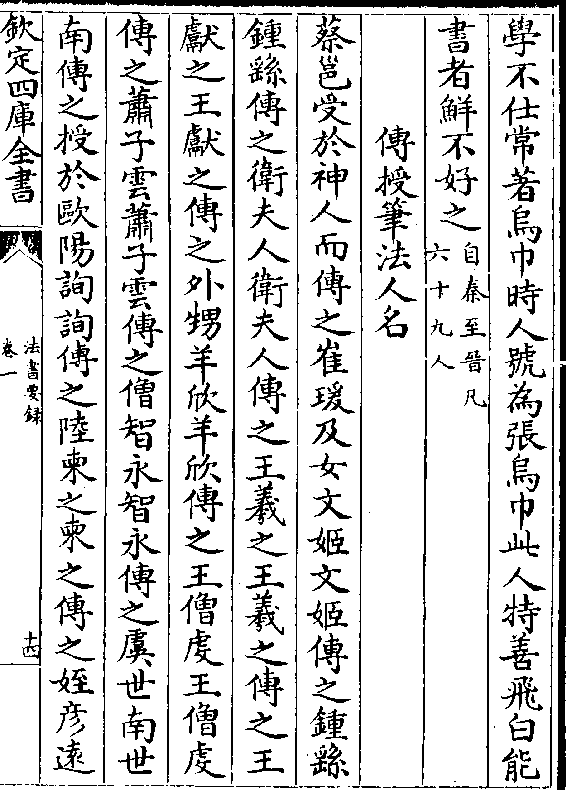 學不仕常著烏巾時人號為張烏巾此人特善飛白能
書者鮮不好之自秦至晉凡
六十九人
傳授筆法人名
蔡邕受於神人而傳之崔瑗及女文姬文姬傳之鍾繇
鍾繇傳之衛夫人衛夫人傳之王羲之王羲之傳之王
獻之王獻之傳之外甥羊欣羊欣傳之王僧虔王僧虔
傳之蕭子雲蕭子雲傳之僧智永智永傳之虞世南世
南傳之授於歐陽詢詢傳之陸柬之柬之傳之姪彥遠
欽定四庫全書
法書要録
卷一
十四